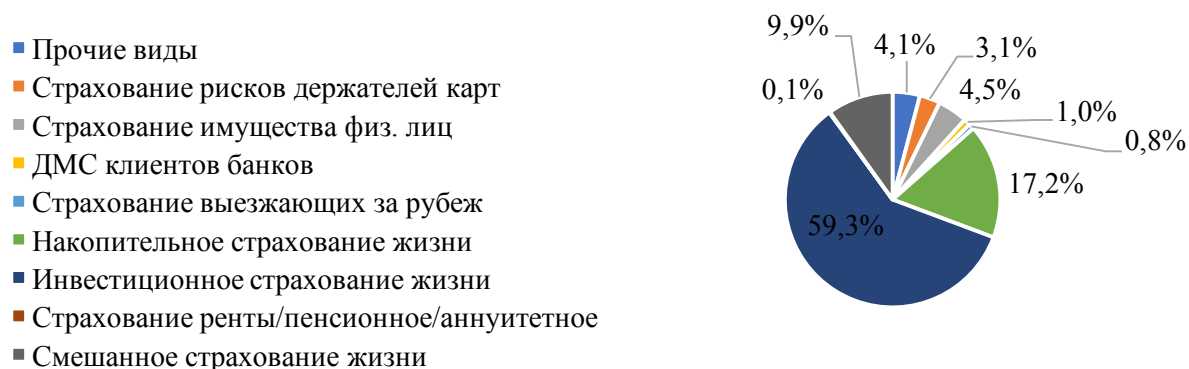 Прочие виды
Страхование рисков держателей карт
Страхование имущества физ. лиц
ДМС клиентов банков
Страхование выезжающих за рубеж
Накопительное страхование жизни
Инвестиционное страхование жизни
Страхование ренты/пенсионное/аннуитетное
Смешанное страхование жизни
9,9%
4,1%
3,1%
0,1%
4,5%
1,0%
0,8%
17,2%
59,3%